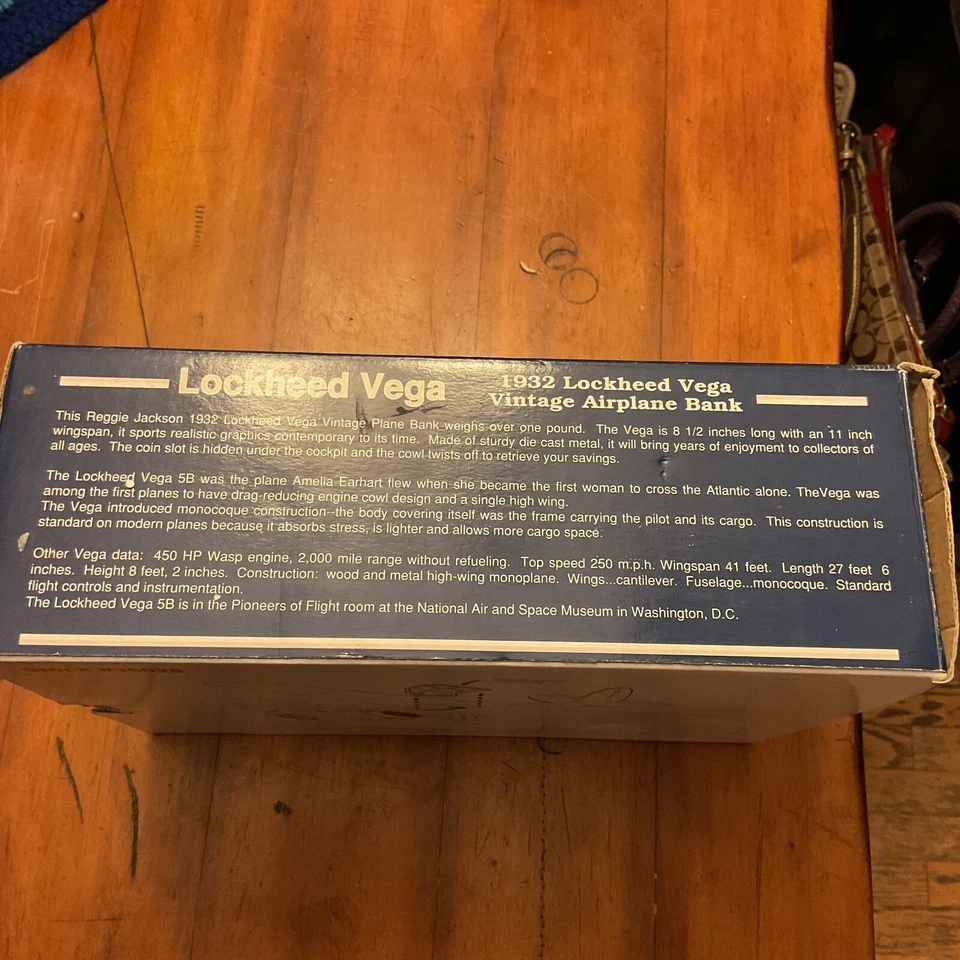 Lockheed Vega
1932 Lockheed Vega
Vintage Airplane Bank
This Reggie Jackson 1932 Lockheed Vega Vintage Plane Bank weighs over one pound. The Vega is 8 1/2 inches long with an 11 inch
wingspan, it sports realistic graphics contemporary to its time. Made of sturdy die cast metal, it will bring years of enjoyment to collectors of
all ages. The coin slot is hidden under the cockpit and the cowl twists off to retrieve your savings.
The Lockheed Vega 5B was the plane Amelia Earhart flew when she became the first woman to cross the Atlantic alone. TheVega was
among the first planes to have drag-reducing engine cowl design and a single high wing.
The Vega introduced monocoque construction--the body covering itself was the frame carrying the pilot and its cargo. This construction is
standard on modern planes because it absorbs stress, is lighter and allows more cargo space.
Other Vega data: 450 HP Wasp engine, 2,000 mile range without refueling. Top speed 250 m.p.h. Wingspan 41 feet. Length 27 feet 6
inches. Height 8 feet, 2 inches. Construction: wood and metal high-wing monoplane. Wings...cantilever. Fuselage...monocoque. Standard
flight controls and instrumentation.
The Lockheed Vega 5B is in the Pioneers of Flight room at the National Air and Space Museum in Washington, D.C.